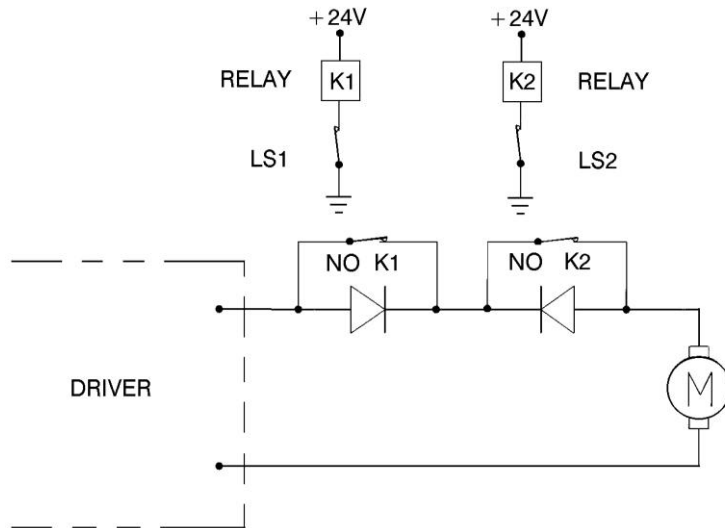 +24V +24V
RELAY K1 K2 RELAY
LS1 LS2
NO K1 NO K2
DRIVER M